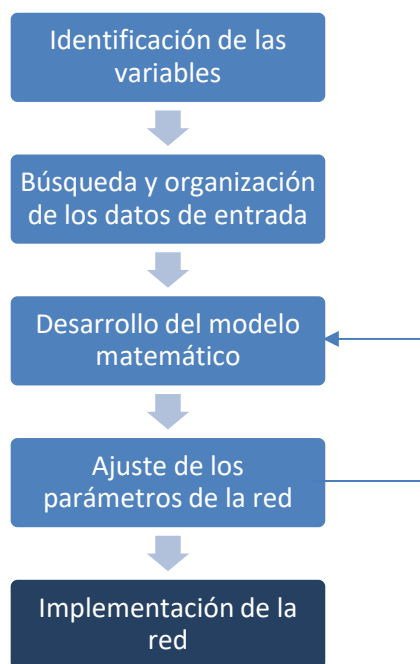 Identificación de las
variables
Búsqueda y organización
de los datos de entrada
Desarrollo del modelo
matemático
Ajuste de los
parámetros de la red
Implementación de la
red